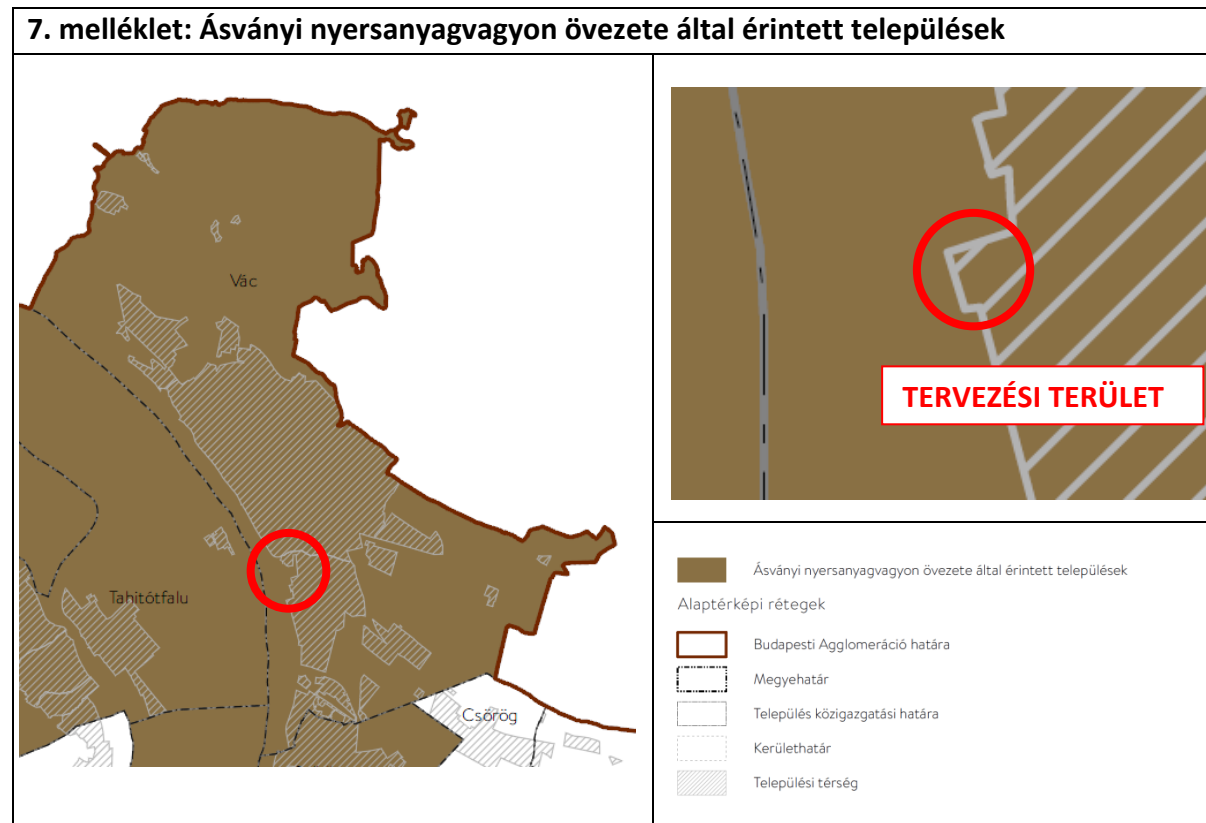 7. melléklet: Ásványi nyersanyagvagyon övezete által érintett települések
Vác
Tahitótfalu
Csörög
TERVEZÉSI TERÜLET
Ásványi nyersanyagvagyon övezete által érintett települések
Alaptérképi rétegek
Budapesti Agglomeráció határa
Megyehatár
Település közigazgatási határa
Kerülethatár
Települési térség